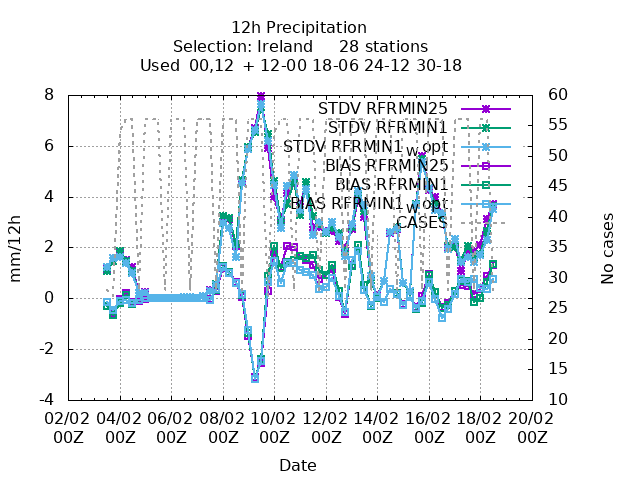 12h Precipitation
Selection: Ireland 28 stations
Used 00,12 + 12-00 18-06 24-12 30-18
8
6
4
2
0
-2
-4
mm/12h
60
55
50
45
40
35
30
25
20
15
10
No cases
STDV RFRMIN25
STDV RFRMIN1
STDV RFRMIN1_w_opt
BIAS RFRMIN25
BIAS RFRMIN1
BIAS RFRMIN1_w_opt
CASES
02/02 04/02 06/02 08/02 10/02 12/02 14/02 16/02 18/02 20/02
00Z 00Z 00Z 00Z 00Z 00Z 00Z 00Z 00Z 00Z
Date